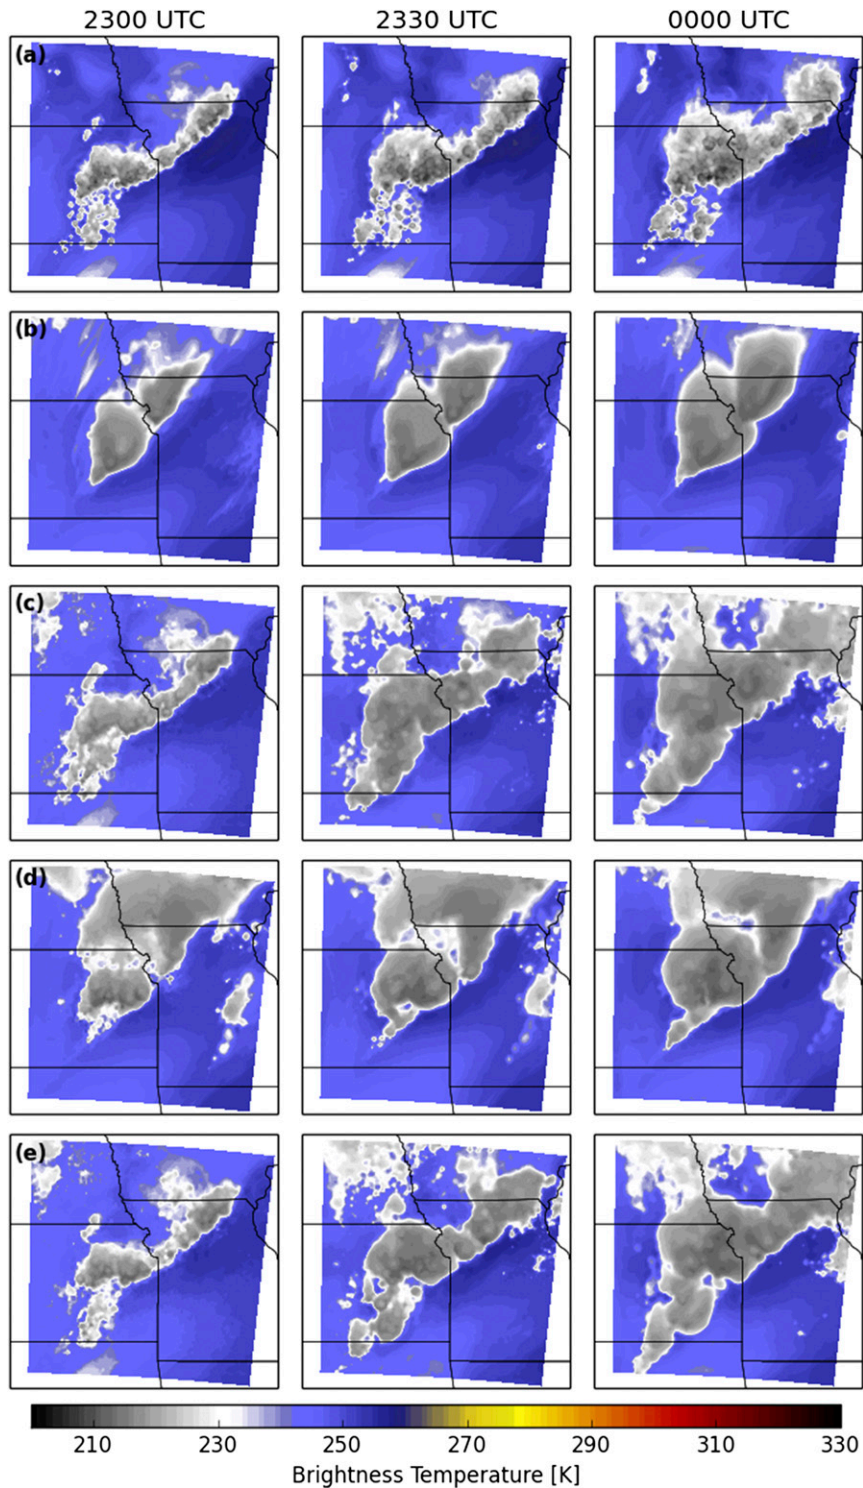 2300 UTC 2330 UTC 0000 UTC
(a)
(b)
(c)
(d)
(e)
210 230 250 270 290 310 330
Brightness Temperature [K]